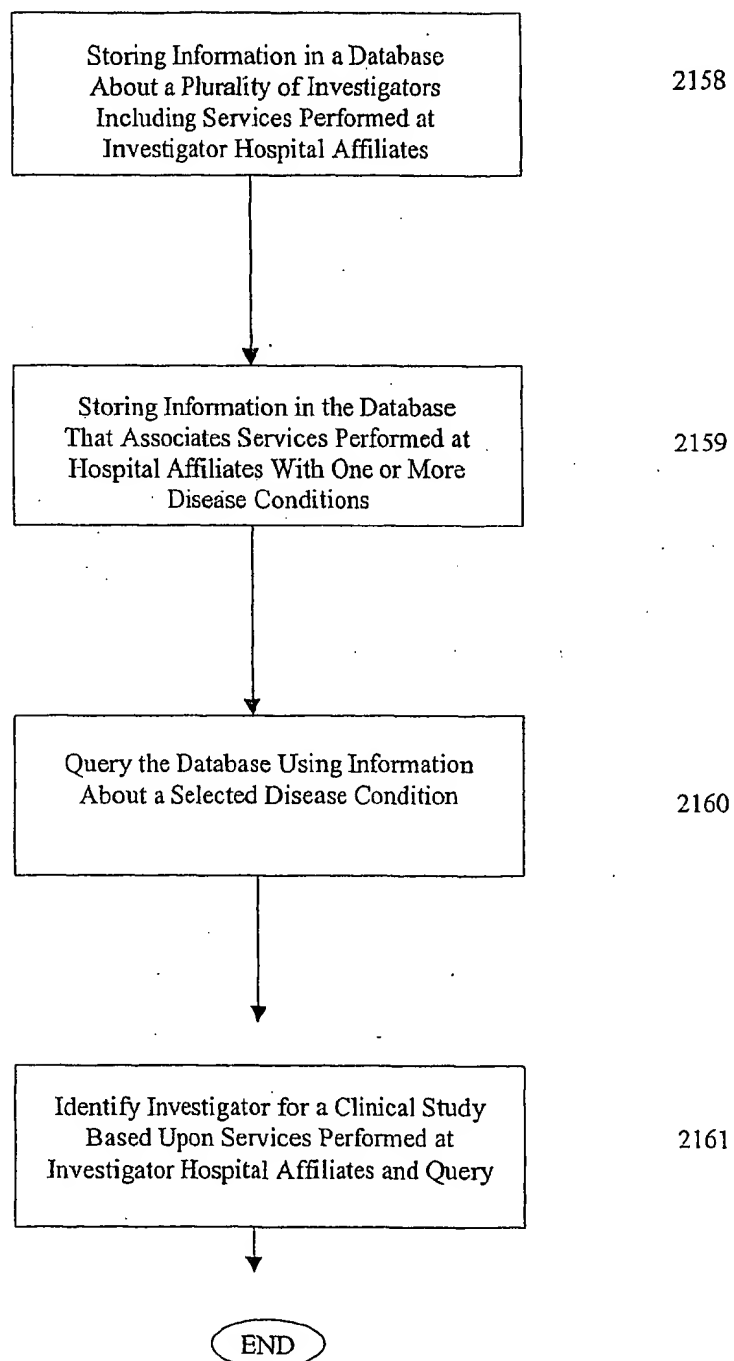 Storing Information in a Database
About a Plurality of Investigators
Including Services Performed at
Investigator Hospital Affiliates
2158
Storing Information in the Database
That Associates Services Performed at
Hospital Affiliates With One or More
Disease Conditions
2159
Query the Database Using Information
About a Selected Disease Condition
2160
Identify Investigator for a Clinical Study
Based Upon Services Performed at
Investigator Hospital Affiliates and Query
2161
END